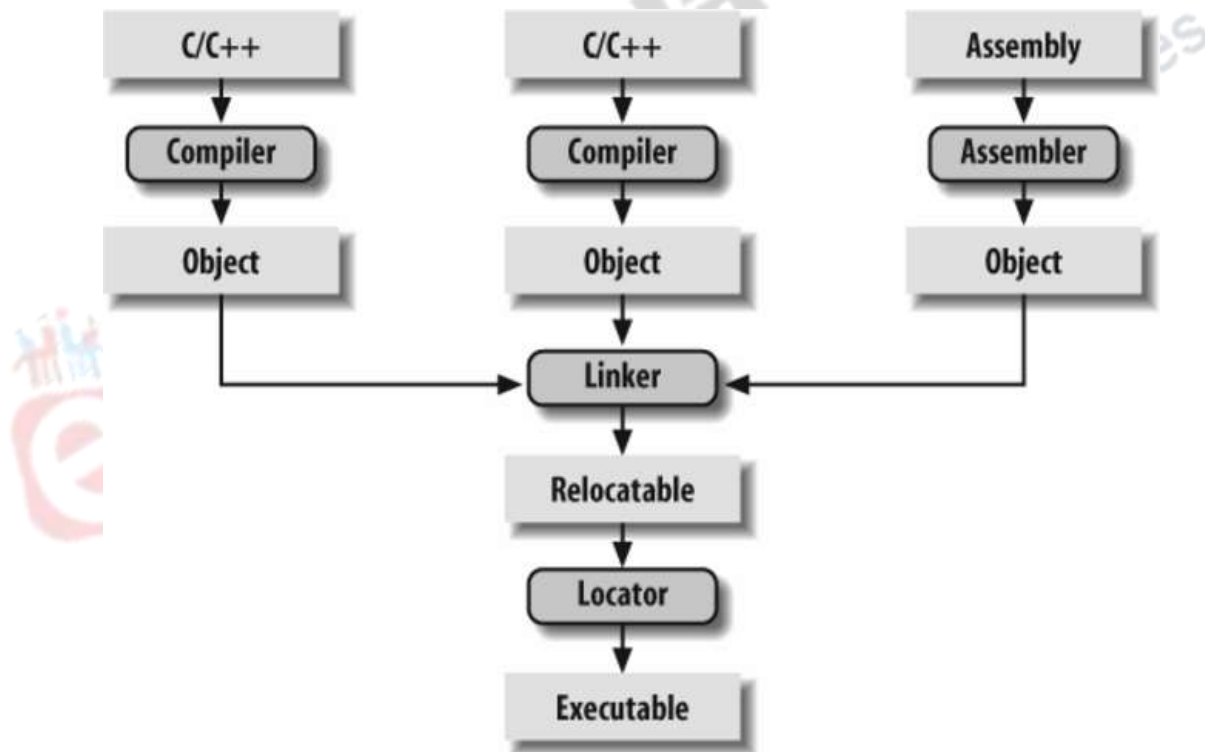 C/C++
C/C++
Assembly
Compiler
Compiler
Assembler
Object
Object
Object
Linker
Relocatable
Locator
Executable